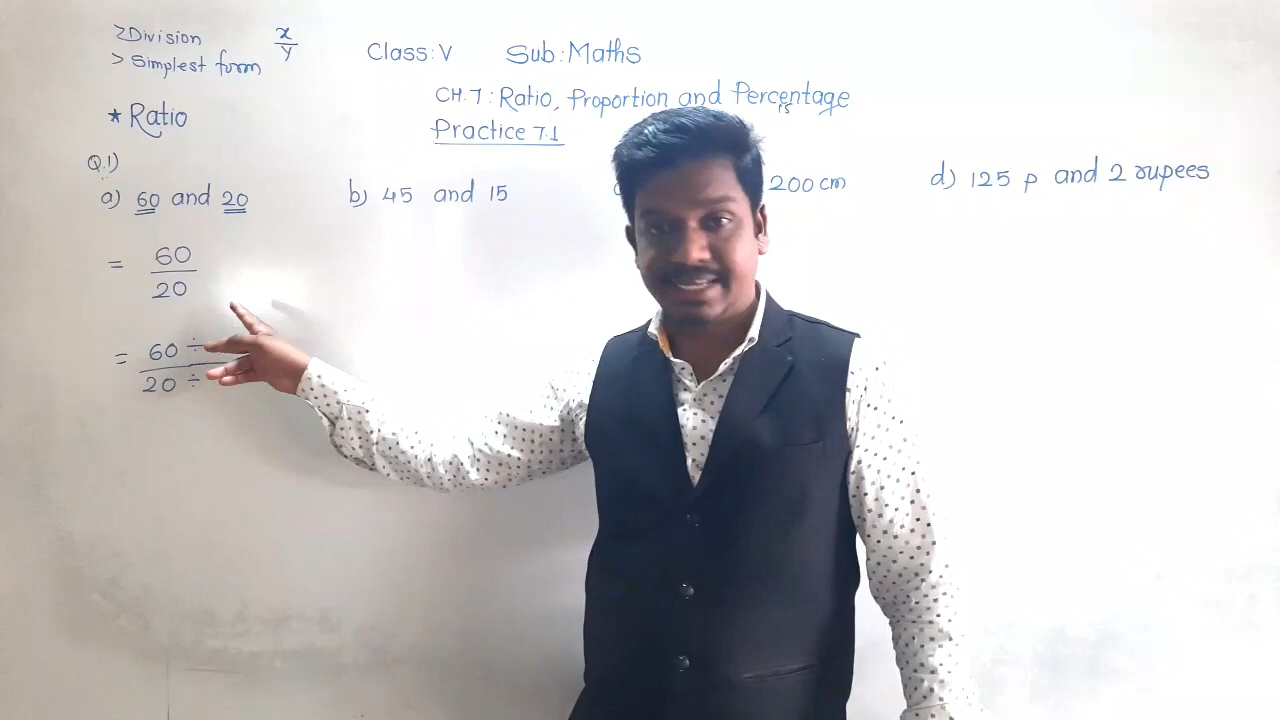 >Division
x/y
> Simplest form
Class: V Sub: Maths
CH. 7: Ratio, Proportion and Percentage
is
★ Ratio
Practice 7.1
Q.1)
a) 60 and 20
b) 45 and 15
200 cm
d) 125 p and 2 rupees
= 60/20
= 60 ÷
20 ÷